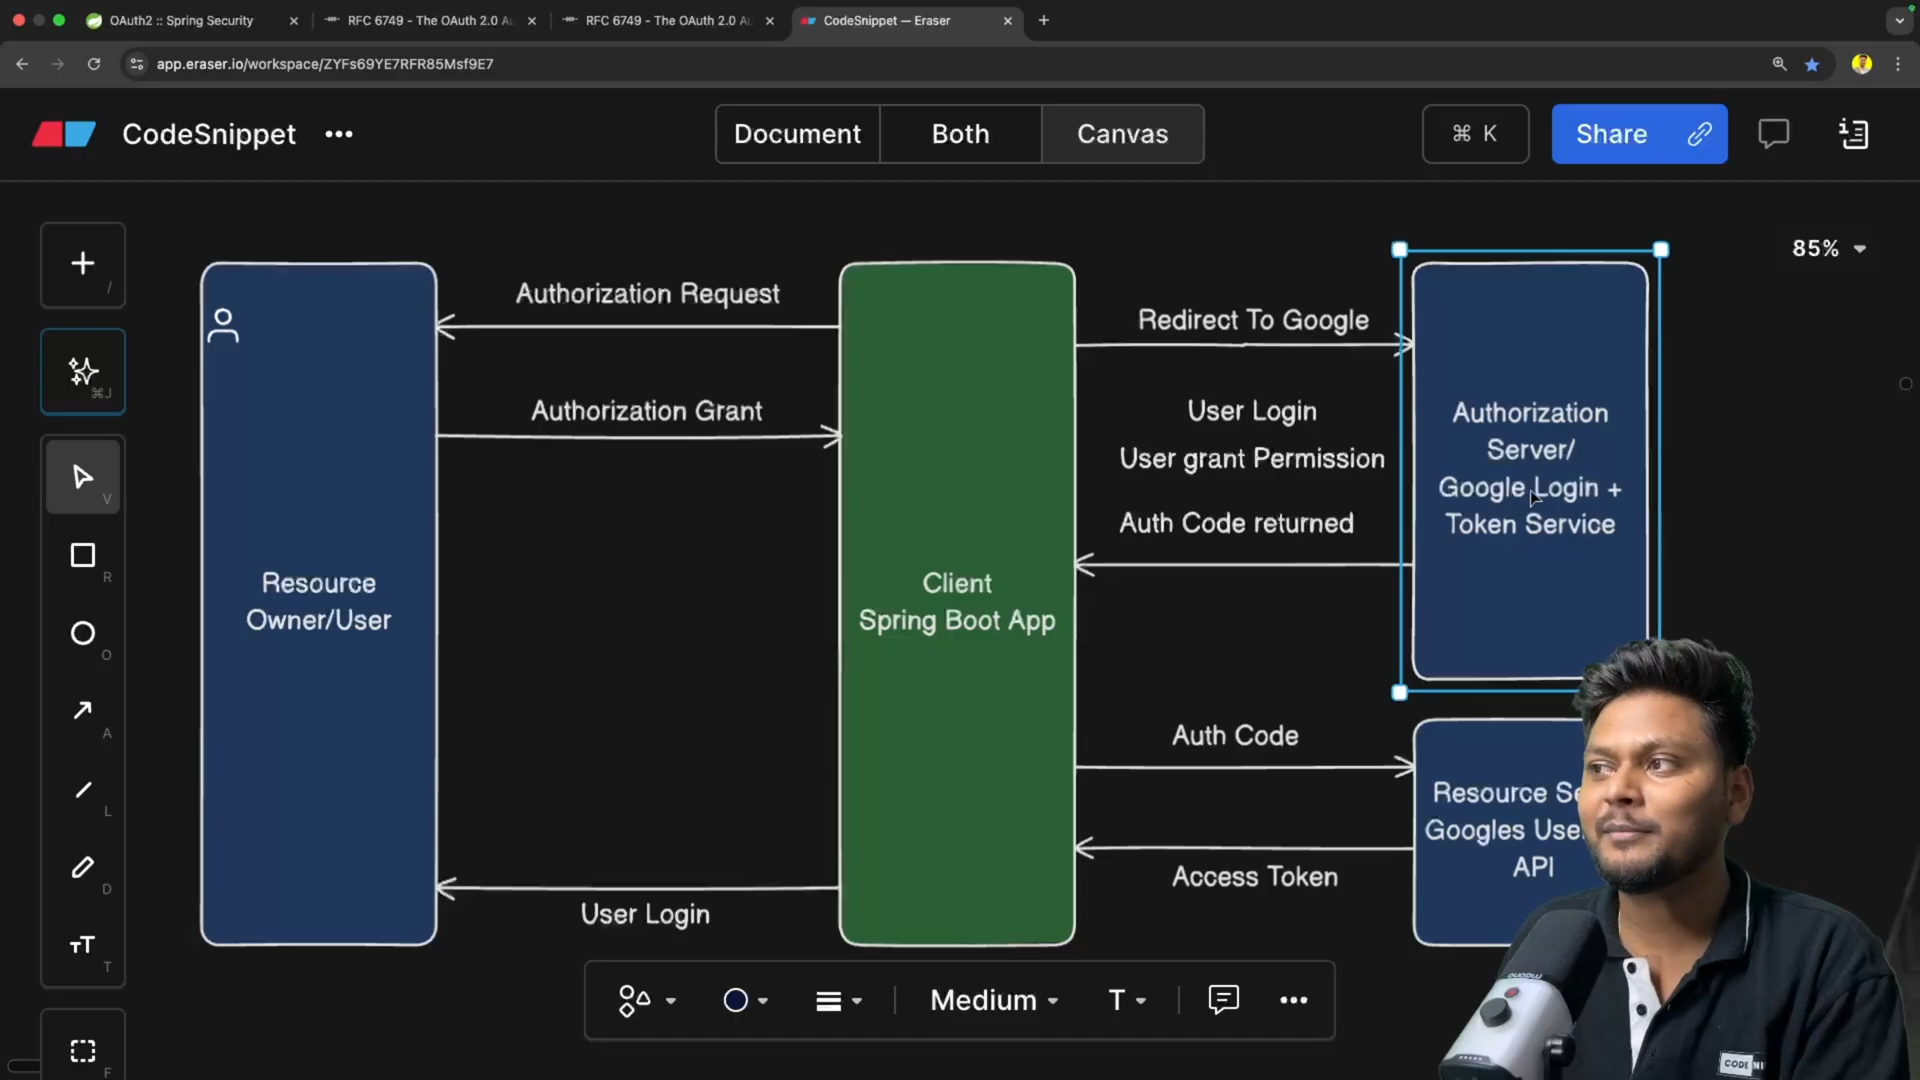 OAuth2 :: Spring Security
RFC 6749 - The OAuth 2.0 Au
RFC 6749 - The OAuth 2.0 Au
CodeSnippet — Eraser
app.eraser.io/workspace/ZYFs69YE7RFR85Msf9E7
CodeSnippet
Document
Both
Canvas
⌘ K
Share
85%
/
⌘J
V
R
O
A
L
D
T
F
Resource
Owner/User
Authorization Request
Authorization Grant
User Login
Client
Spring Boot App
Redirect To Google
User Login
User grant Permission
Auth Code returned
Auth Code
Access Token
Authorization
Server/
Google Login +
Token Service
Resource Se
Googles Use
API
Medium
T
CODE